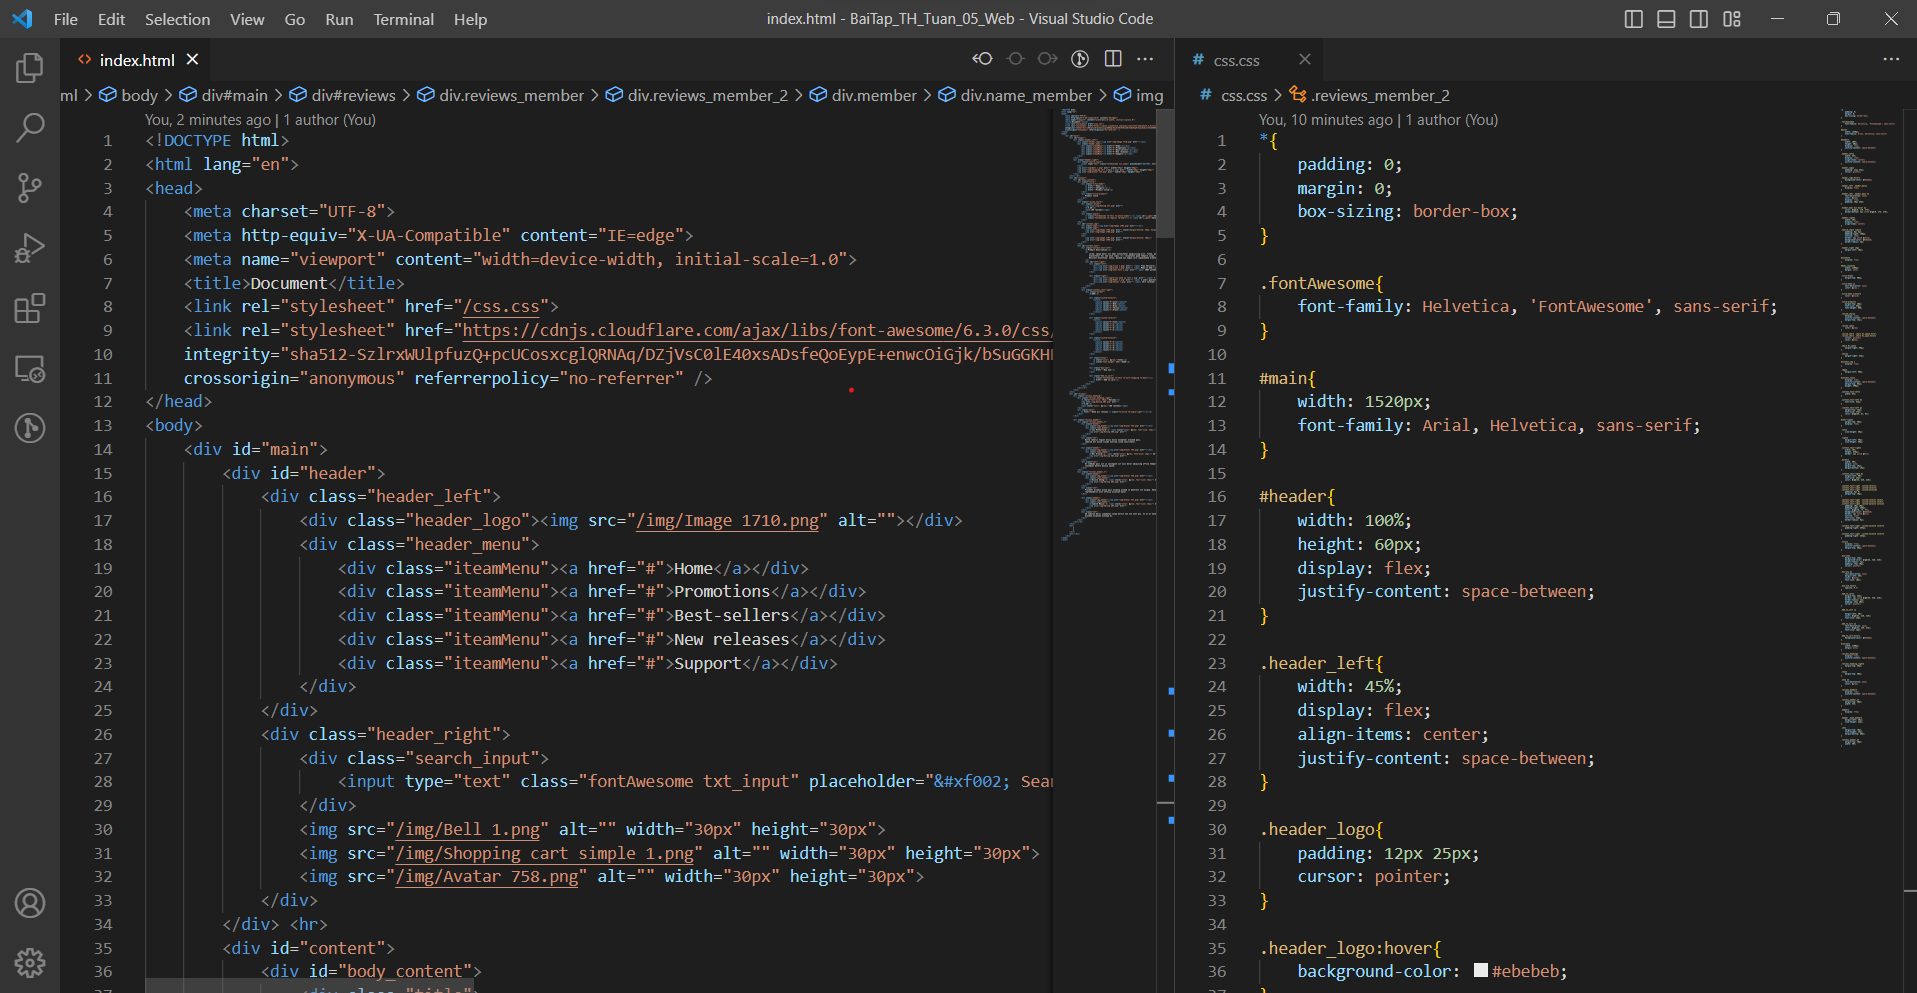 File Edit Selection View Go Run Terminal Help
index.html - BaiTap_TH_Tuan_05_Web - Visual Studio Code
index.html
ml > body > div#main > div#reviews > div.reviews_member > div.reviews_member_2 > div.member > div.name_member > img
You, 2 minutes ago | 1 author (You)
1 <!DOCTYPE html>
2 <html lang="en">
3 <head>
4 <meta charset="UTF-8">
5 <meta http-equiv="X-UA-Compatible" content="IE=edge">
6 <meta name="viewport" content="width=device-width, initial-scale=1.0">
7 <title>Document</title>
8 <link rel="stylesheet" href="/css.css">
9 <link rel="stylesheet" href="https://cdnjs.cloudflare.com/ajax/libs/font-awesome/6.3.0/css/
10 integrity="sha512-SzlrxWUlpfuzQ+pcUCosxcglQRNAq/DZjVsC0lE40xsADsfeQoEypE+enwcOiGjk/bSuGGKH
11 crossorigin="anonymous" referrerpolicy="no-referrer" />
12 </head>
13 <body>
14 <div id="main">
15 <div id="header">
16 <div class="header_left">
17 <div class="header_logo"><img src="/img/Image 1710.png" alt=""></div>
18 <div class="header_menu">
19 <div class="iteamMenu"><a href="#">Home</a></div>
20 <div class="iteamMenu"><a href="#">Promotions</a></div>
21 <div class="iteamMenu"><a href="#">Best-sellers</a></div>
22 <div class="iteamMenu"><a href="#">New releases</a></div>
23 <div class="iteamMenu"><a href="#">Support</a></div>
24 </div>
25 </div>
26 <div class="header_right">
27 <div class="search_input">
28 <input type="text" class="fontAwesome txt_input" placeholder="&#xf002; Sear
29 </div>
30 <img src="/img/Bell 1.png" alt="" width="30px" height="30px">
31 <img src="/img/Shopping cart simple 1.png" alt="" width="30px" height="30px">
32 <img src="/img/Avatar 758.png" alt="" width="30px" height="30px">
33 </div>
34 </div> <hr>
35 <div id="content">
36 <div id="body_content">
37 <div class="title">
# css.css
# css.css > .reviews_member_2
You, 10 minutes ago | 1 author (You)
1 *{
2 padding: 0;
3 margin: 0;
4 box-sizing: border-box;
5 }
6
7 .fontAwesome{
8 font-family: Helvetica, 'FontAwesome', sans-serif;
9 }
10
11 #main{
12 width: 1520px;
13 font-family: Arial, Helvetica, sans-serif;
14 }
15
16 #header{
17 width: 100%;
18 height: 60px;
19 display: flex;
20 justify-content: space-between;
21 }
22
23 .header_left{
24 width: 45%;
25 display: flex;
26 align-items: center;
27 justify-content: space-between;
28 }
29
30 .header_logo{
31 padding: 12px 25px;
32 cursor: pointer;
33 }
34
35 .header_logo:hover{
36 background-color: #ebebeb;
37 }